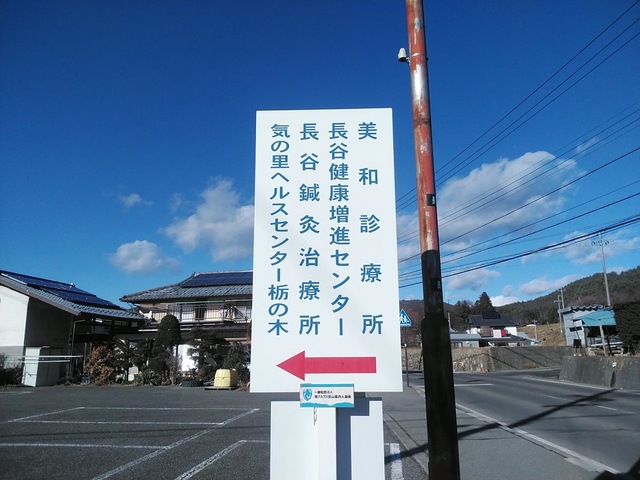 美和診療所
長谷健康増進センター
長谷鍼灸治療所
気の里ヘルスセンター栃の木